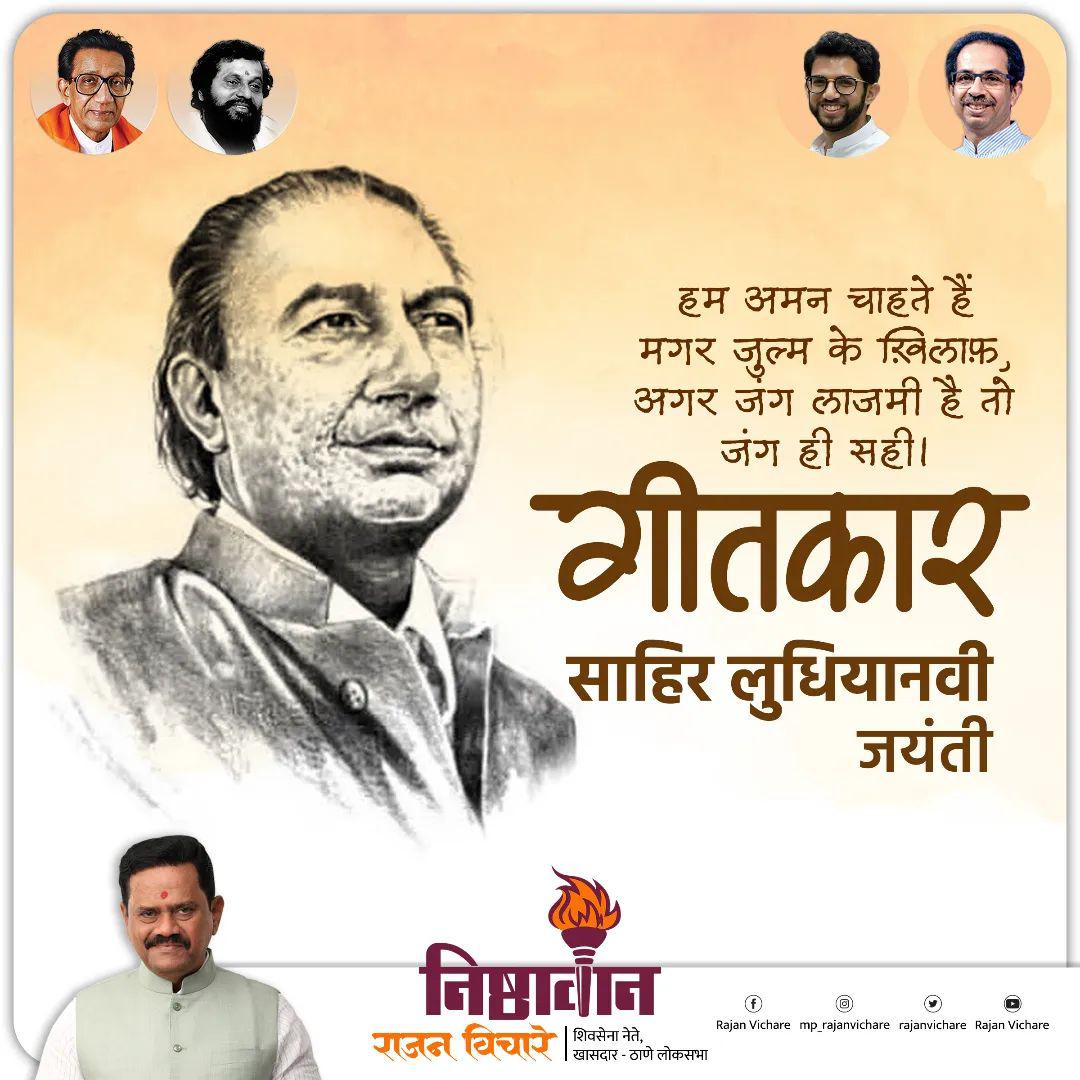 हम अमन चाहते हैं
मगर जुल्म के ख़िलाफ़,
अगर जंग लाजमी है तो
जंग ही सही।
गीतकार
साहिर लुधियानवी
जयंती
निष्ठावान
राजन विचारे
शिवसेना नेते,
खासदार - ठाणे लोकसभा
Rajan Vichare mp_rajanvichare rajanvichare Rajan Vichare